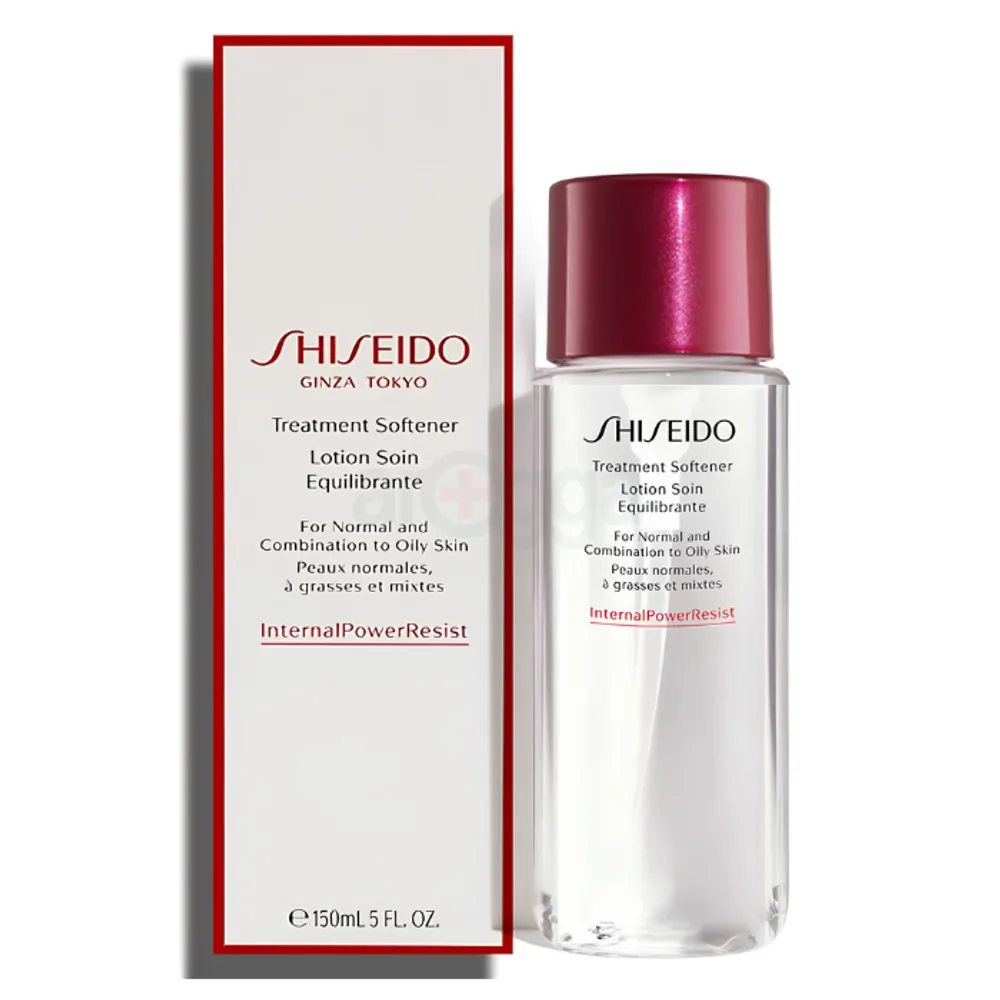 SHISEIDO
GINZA TOKYO
Treatment Softener
Lotion Soin
Equilibrante
For Normal and
Combination to Oily Skin
Peaux normales,
à grasses et mixtes
InternalPowerResist
℮150mL 5 FL. OZ.
SHISEIDO
Treatment Softener
Lotion Soin
Equilibrante
For Normal and
Combination to Oily Skin
Peaux normales,
à grasses et mixtes
InternalPowerResist
arogga